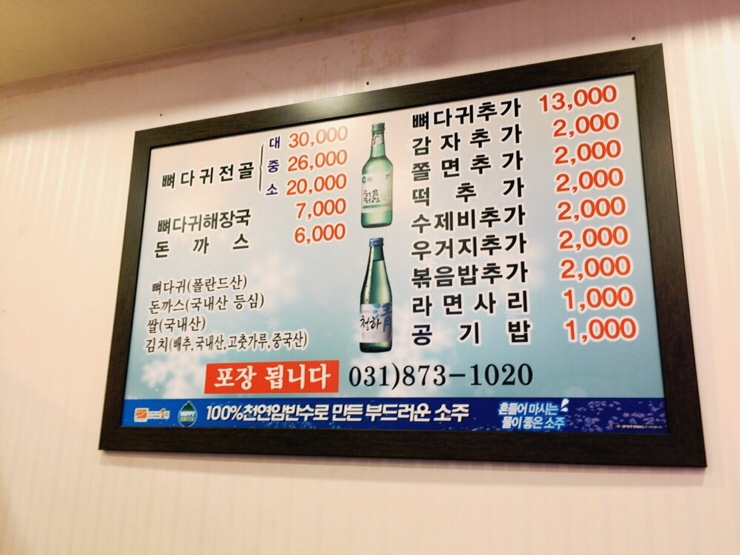 뼈다귀전골
대 30,000
중 26,000
소 20,000
뼈다귀해장국 7,000
돈까스 6,000
뼈다귀(폴란드산)
돈까스(국내산 등심)
쌀(국내산)
김치(배추,국내산,고춧가루,중국산)
천하
뼈다귀추가 13,000
감자추가 2,000
쫄면추가 2,000
떡추가 2,000
수제비추가 2,000
우거지추가 2,000
볶음밥추가 2,000
라면사리 1,000
공기밥 1,000
포장 됩니다 031)873-1020
100%천연암반수로 만든 부드러운 소주
흔들어 마시는
물이 좋은 소주